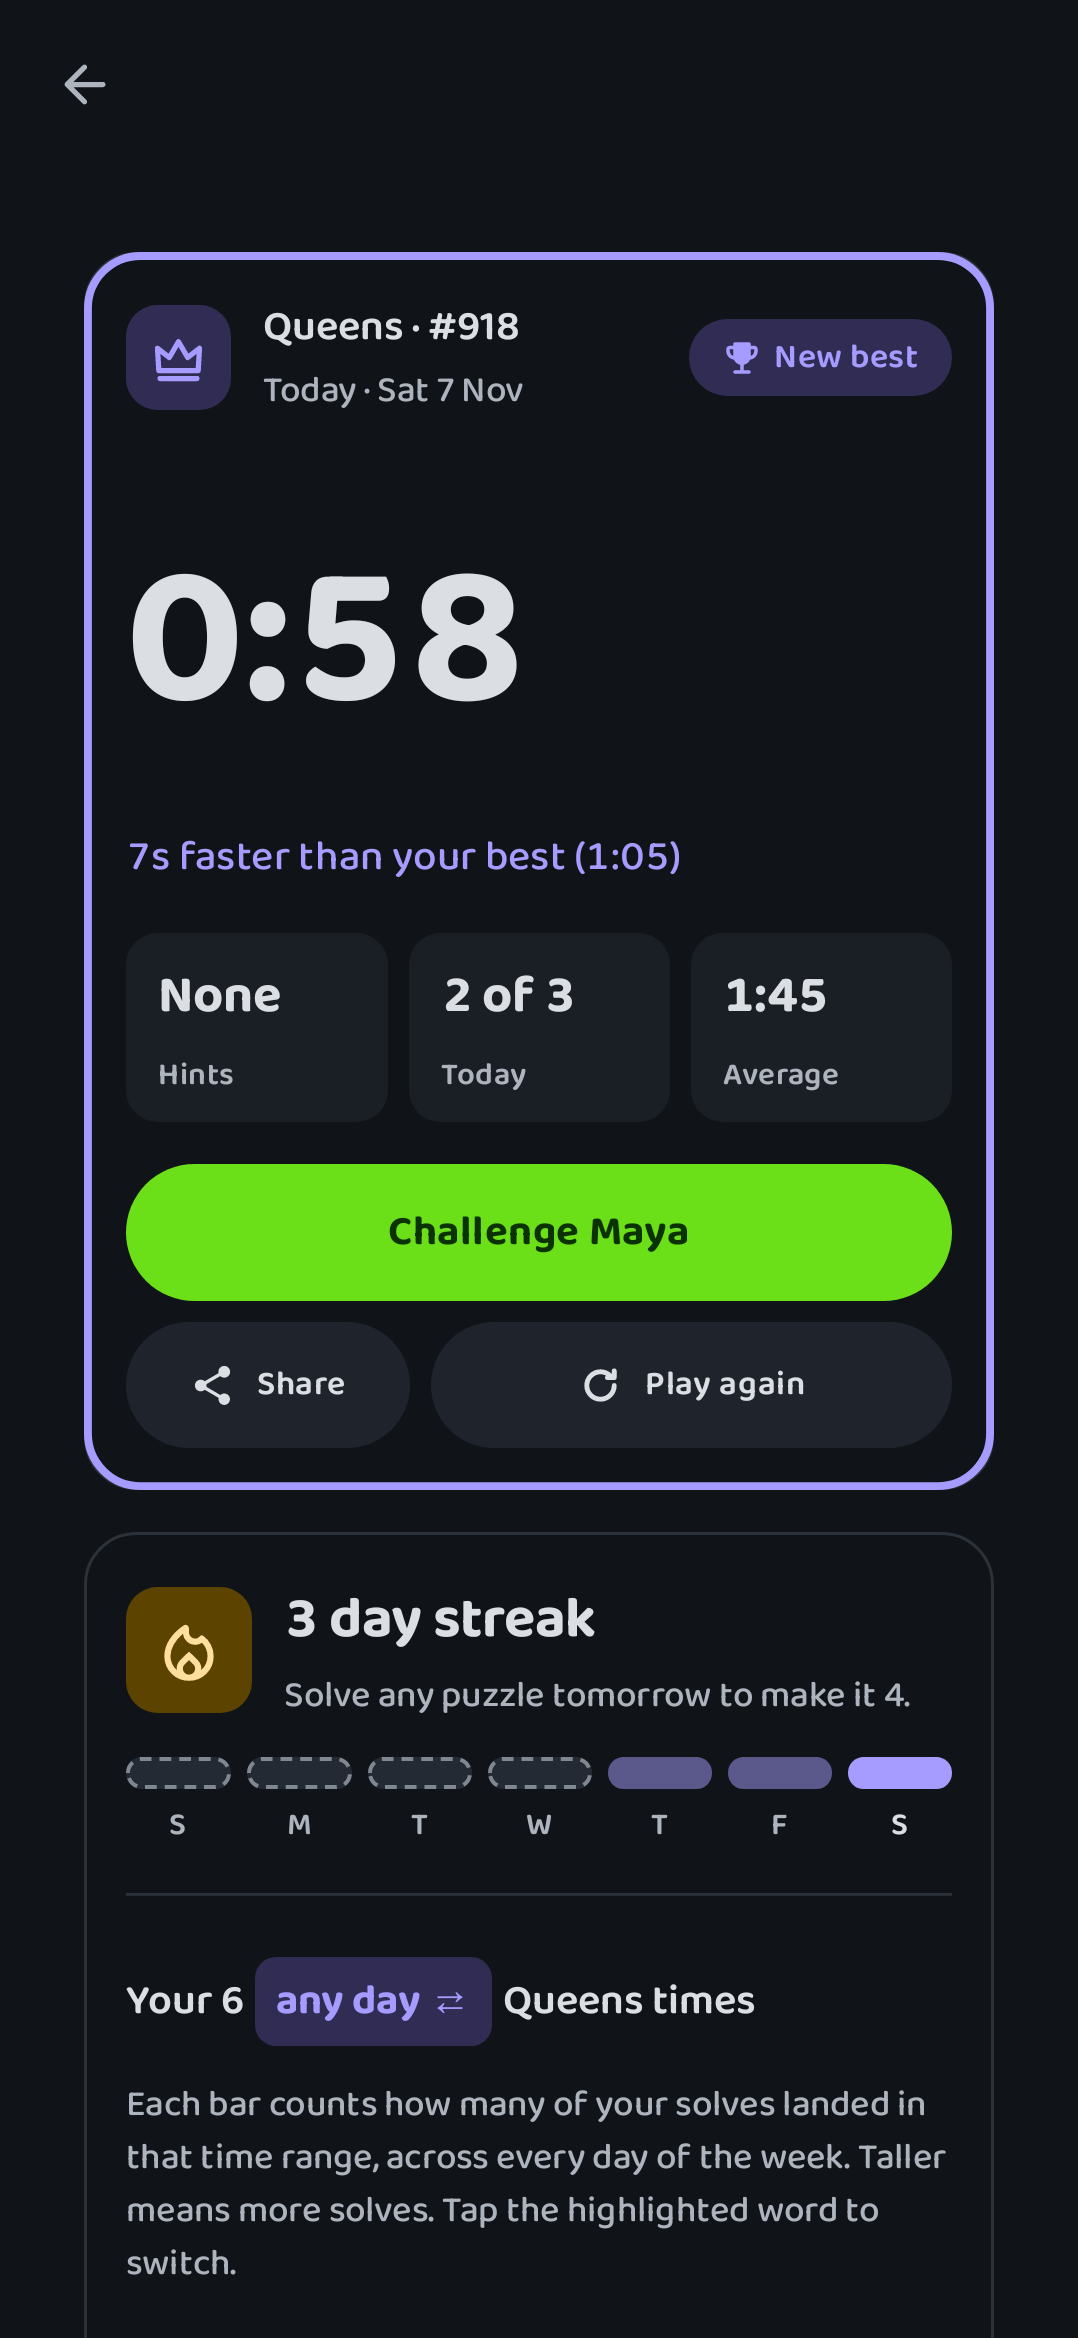 Queens · #918
Today · Sat 7 Nov
New best
0:58
7s faster than your best (1:05)
None
Hints
2 of 3
Today
1:45
Average
Challenge Maya
Share
Play again
3 day streak
Solve any puzzle tomorrow to make it 4.
S M T W T F S
Your 6 any day ⇄ Queens times
Each bar counts how many of your solves landed in
that time range, across every day of the week. Taller
means more solves. Tap the highlighted word to
switch.